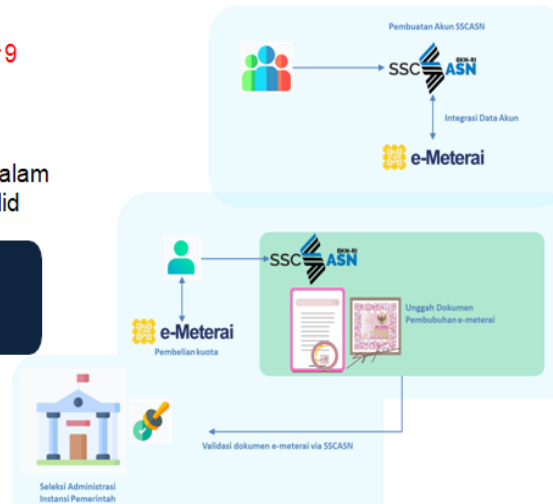 9
Pembuatan Akun SSCASN
SSC ASN
BKN-RI
Integrasi Data Akun
e-Meterai
alam
lid
SSC ASN
BKN-RI
Unggah Dokumen
Pembubuhan e-meterai
e-Meterai
Pembelian kuota
Validasi dokumen e-meterai via SSCASN
Seleksi Administrasi
Instansi Pemerintah